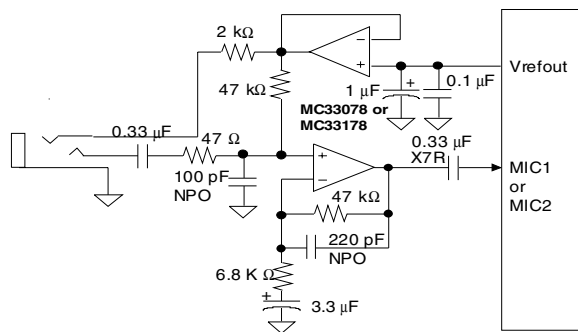 2 kΩ
−
+
Vrefout
47 kΩ
+
1 µF
0.1 µF
MC33078 or
MC33178
0.33 µF
47 Ω
0.33 µF
X7R
+
−
MIC1
or
MIC2
100 pF
NPO
47 kΩ
220 pF
NPO
6.8 K Ω
+
3.3 µF